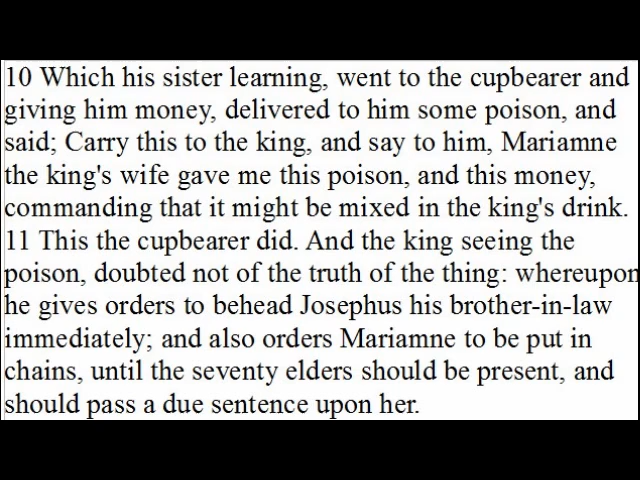 10 Which his sister learning, went to the cupbearer and
giving him money, delivered to him some poison, and
said; Carry this to the king, and say to him, Mariamne
the king's wife gave me this poison, and this money,
commanding that it might be mixed in the king's drink.
11 This the cupbearer did. And the king seeing the
poison, doubted not of the truth of the thing: whereupon
he gives orders to behead Josephus his brother-in-law
immediately; and also orders Mariamne to be put in
chains, until the seventy elders should be present, and
should pass a due sentence upon her.